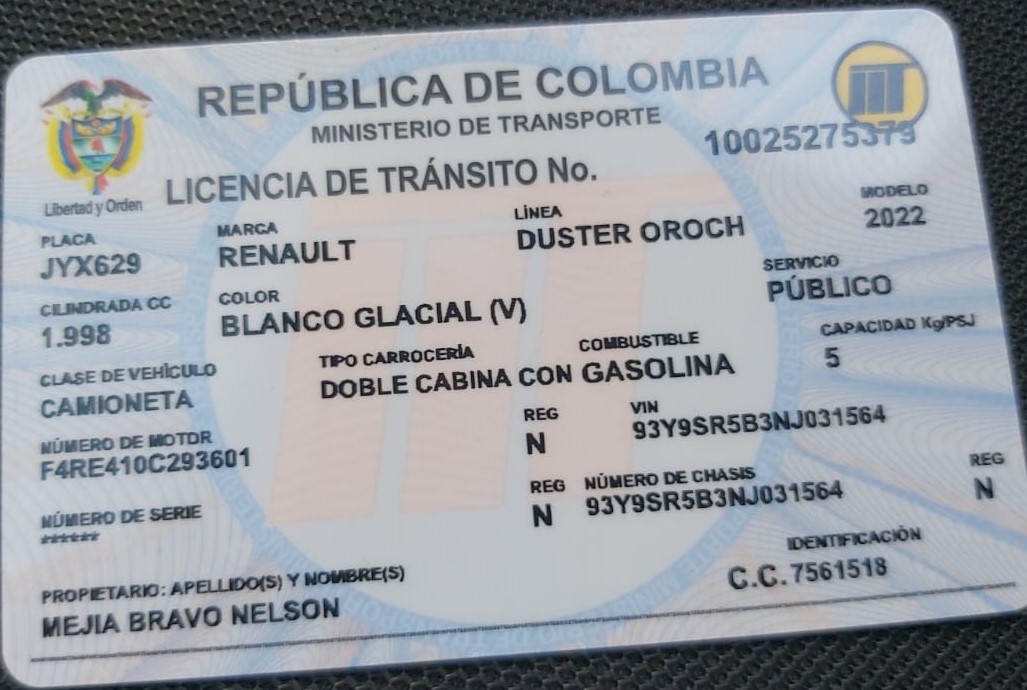 REPÚBLICA DE COLOMBIA
MINISTERIO DE TRANSPORTE
10025275379
LICENCIA DE TRÁNSITO No.
Libertad y Orden
PLACA MARCA LÍNEA MODELO
JYX629 RENAULT DUSTER OROCH 2022
CILINDRADA CC COLOR SERVICIO
1.998 BLANCO GLACIAL (V) PÚBLICO
CLASE DE VEHÍCULO TIPO CARROCERÍA COMBUSTIBLE CAPACIDAD Kg/PSJ
CAMIONETA DOBLE CABINA CON GASOLINA 5
NÚMERO DE MOTOR REG VIN
F4RE410C293601 N 93Y9SR5B3NJ031564
NÚMERO DE SERIE REG NÚMERO DE CHASIS REG
****** N 93Y9SR5B3NJ031564 N
PROPIETARIO: APELLIDO(S) Y NOMBRE(S) IDENTIFICACIÓN
MEJIA BRAVO NELSON C.C. 7561518